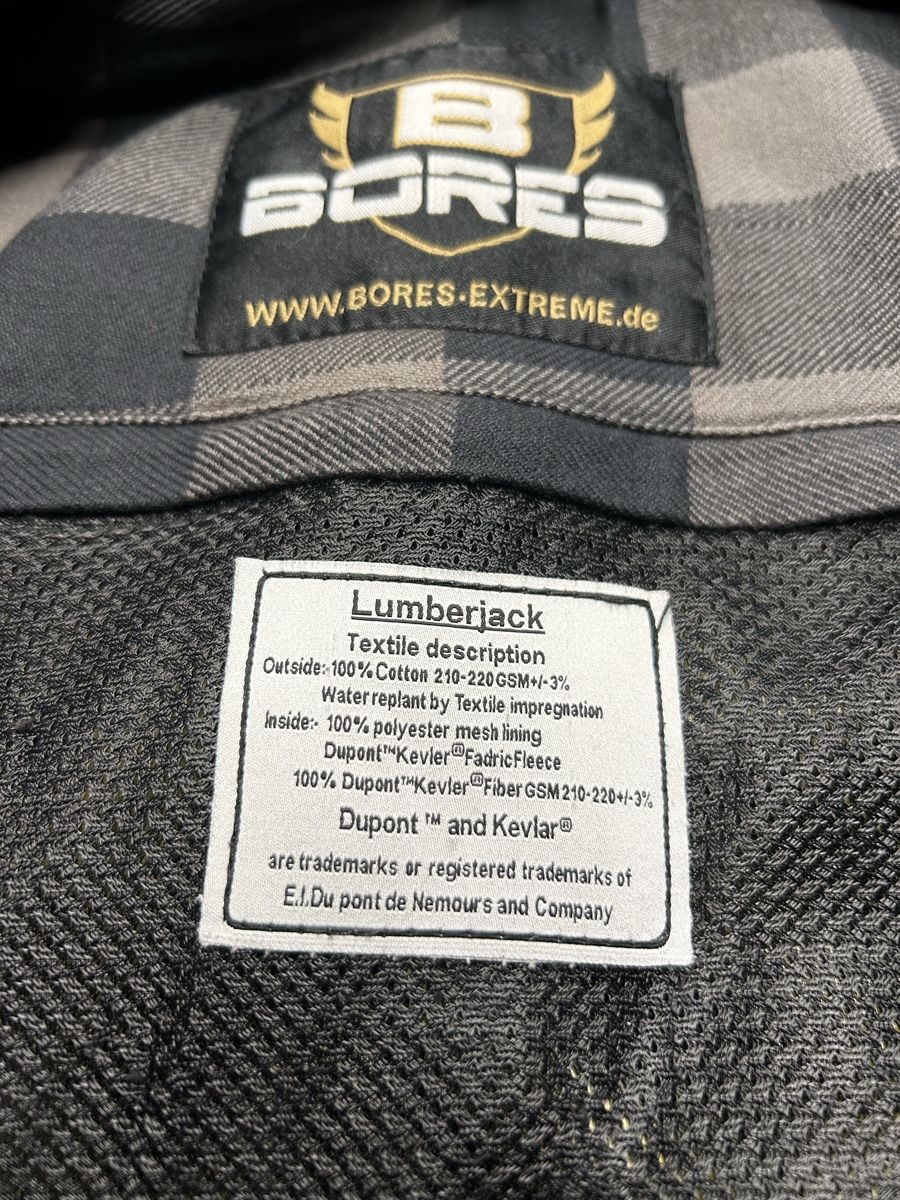 B
BORES
WWW.BORES-EXTREME.de
Lumberjack
Textile description
Outside:-100% Cotton 210-220GSM+/-3%
Water replant by Textile impregnation
Inside:- 100% polyester mesh lining
Dupont™Kevler®FadricFleece
100% Dupont™Kevler®Fiber GSM 210-220+/-3%
Dupont ™ and Kevlar®
are trademarks or registered trademarks of
E.I.Du pont de Nemours and Company